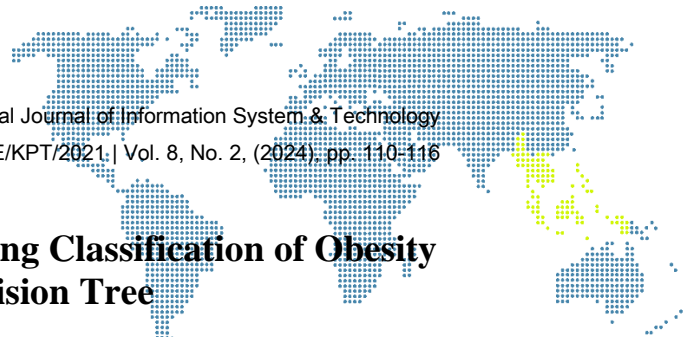 al Journal of Information System & Technology
E/KPT/2021 | Vol. 8, No. 2, (2024), pp. 110-116
ng Classification of Obesity
ision Tree